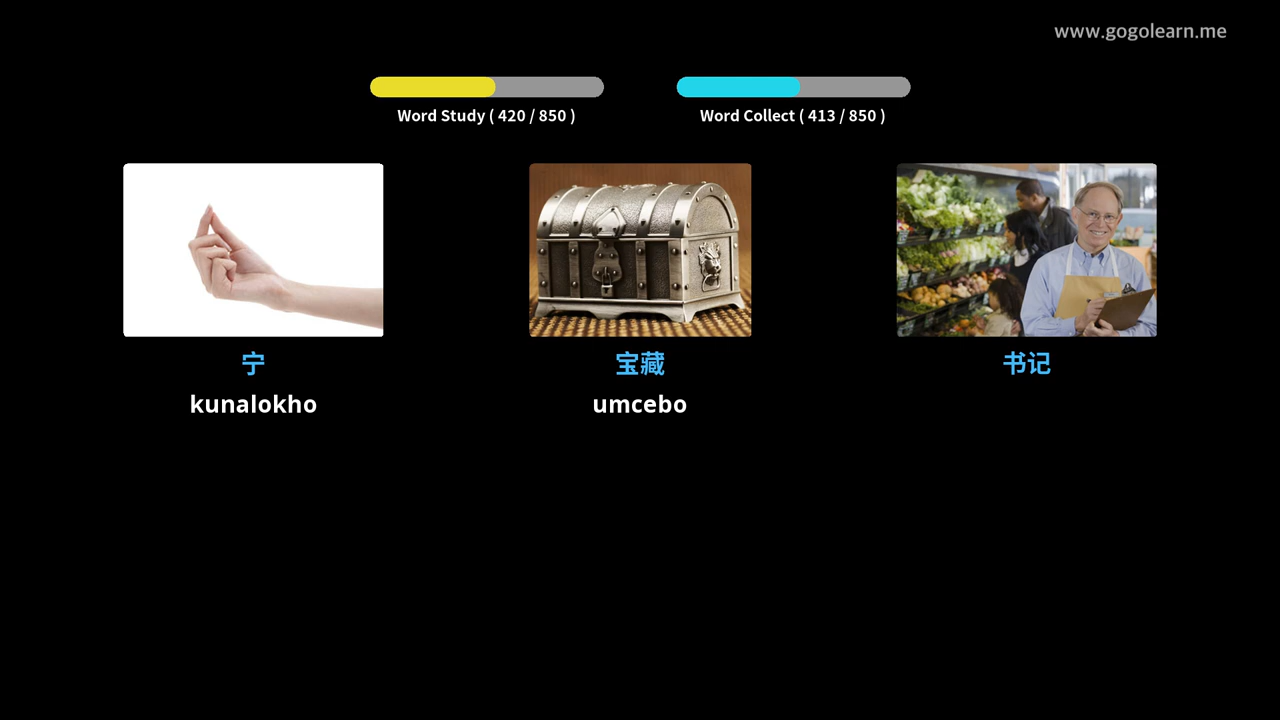 www.gogolearn.me
Word Study ( 420 / 850 )
Word Collect ( 413 / 850 )
宁
宝藏
书记
kunalokho
umcebo